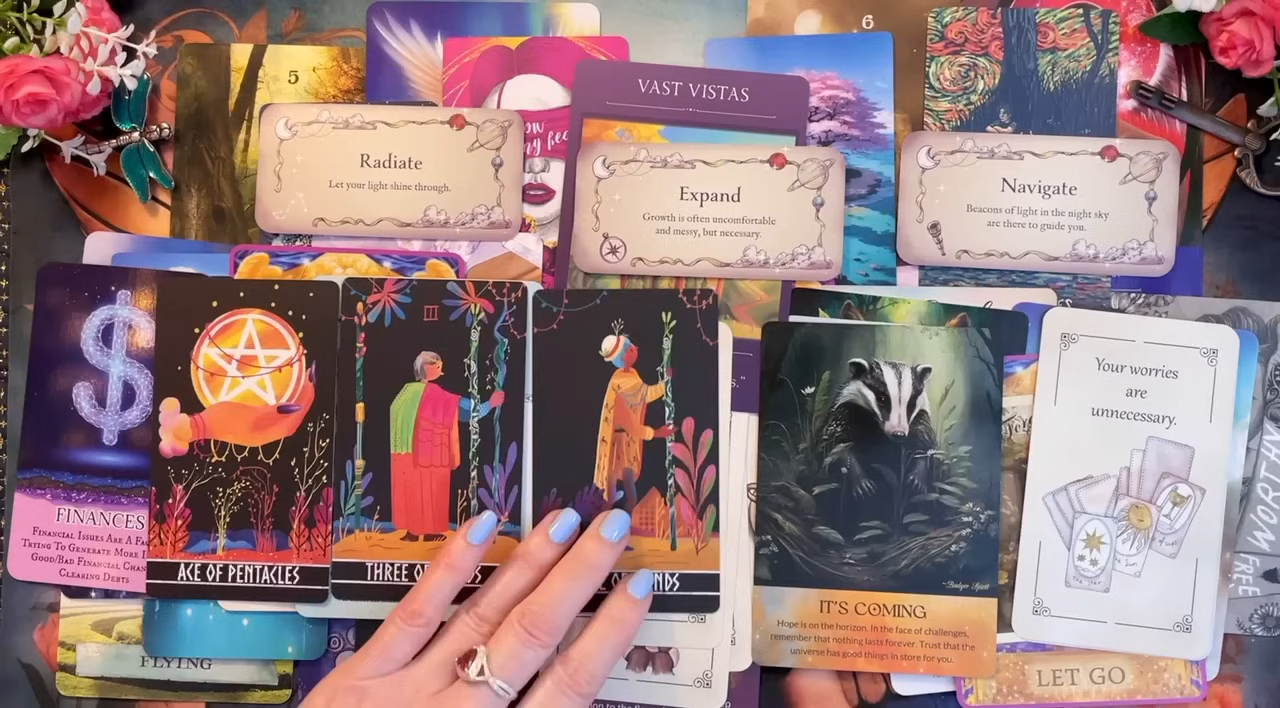 6
5
VAST VISTAS
Radiate
Let your light shine through.
Expand
Growth is often uncomfortable
and messy, but necessary.
Navigate
Beacons of light in the night sky
are there to guide you.
FINANCES
FINANCIAL ISSUES ARE A
TRYING TO GENERATE MORE
GOOD/BAD FINANCIAL
CLEARING DEBTS
ACE OF PENTACLES
III
THREE OF
~Badger Spirit
IT'S COMING
Hope is on the horizon. In the face of challenges,
remember that nothing lasts forever. Trust that the
universe has good things in store for you.
Your worries
are
unnecessary.
The Star
FREE
FLYING
LET GO